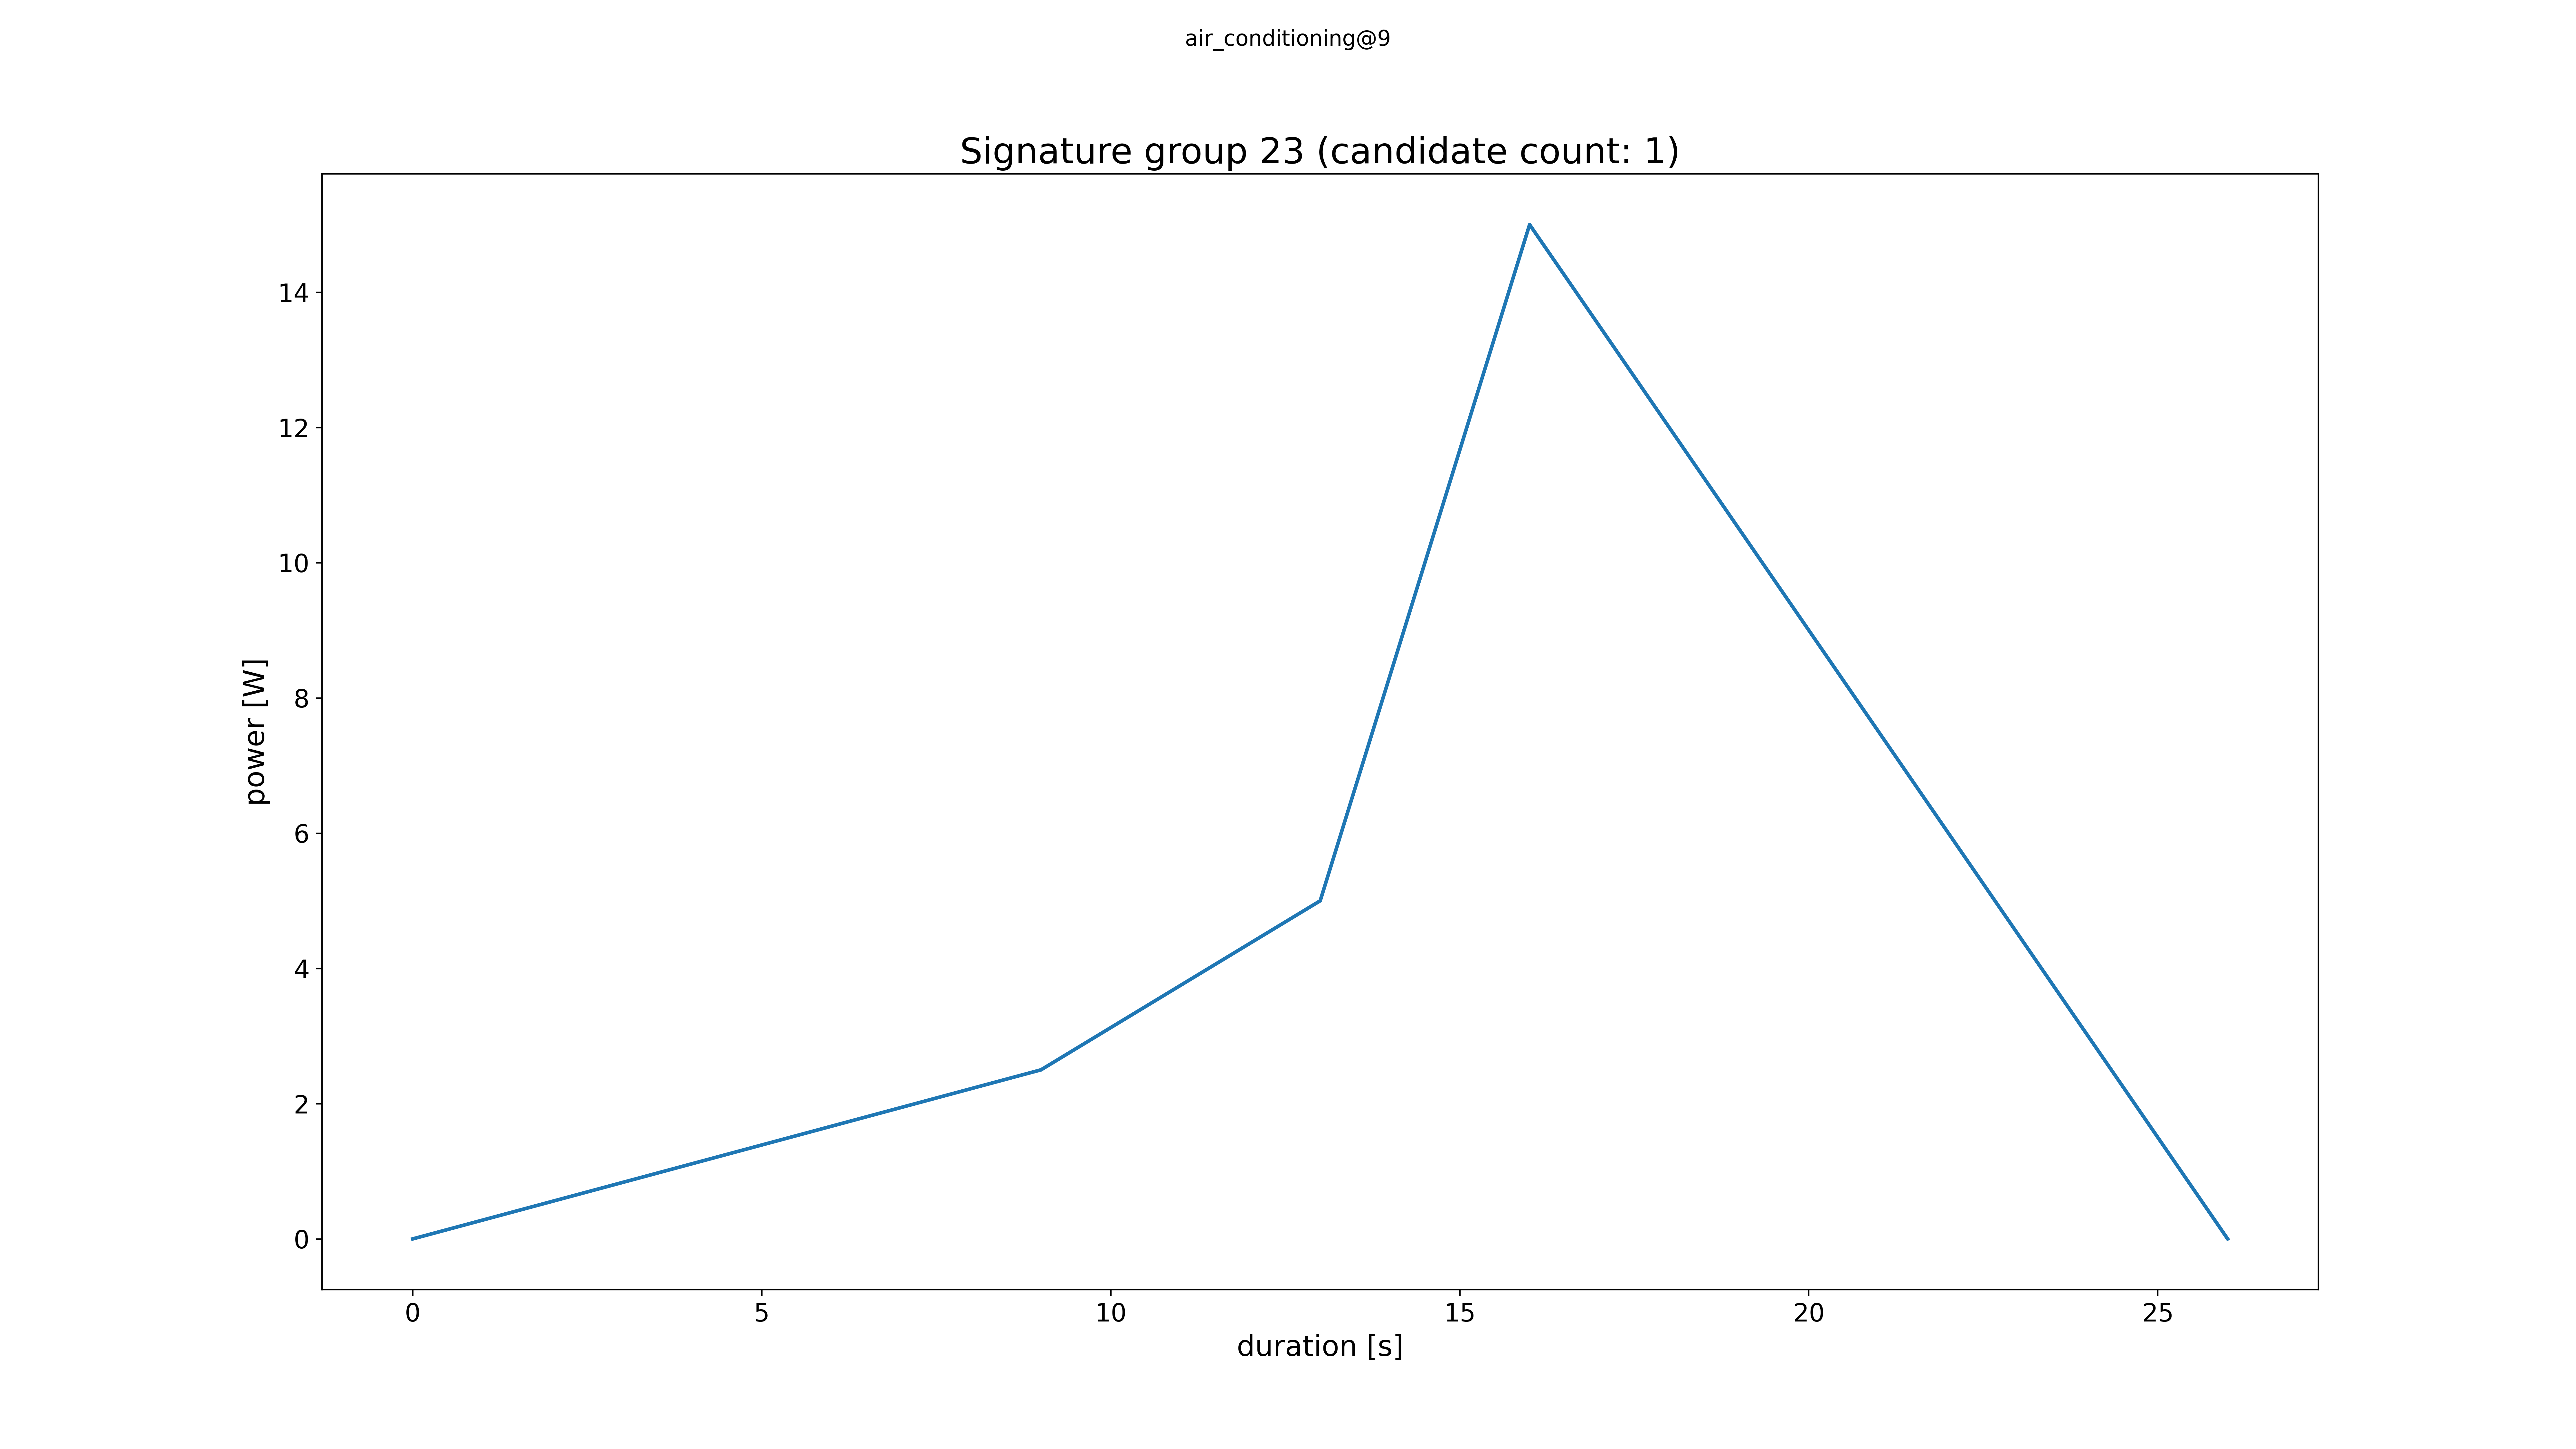 air_conditioning@9
Signature group 23 (candidate count: 1)
14
12
10
8
6
4
2
0
power [W]
0 5 10 15 20 25
duration [s]